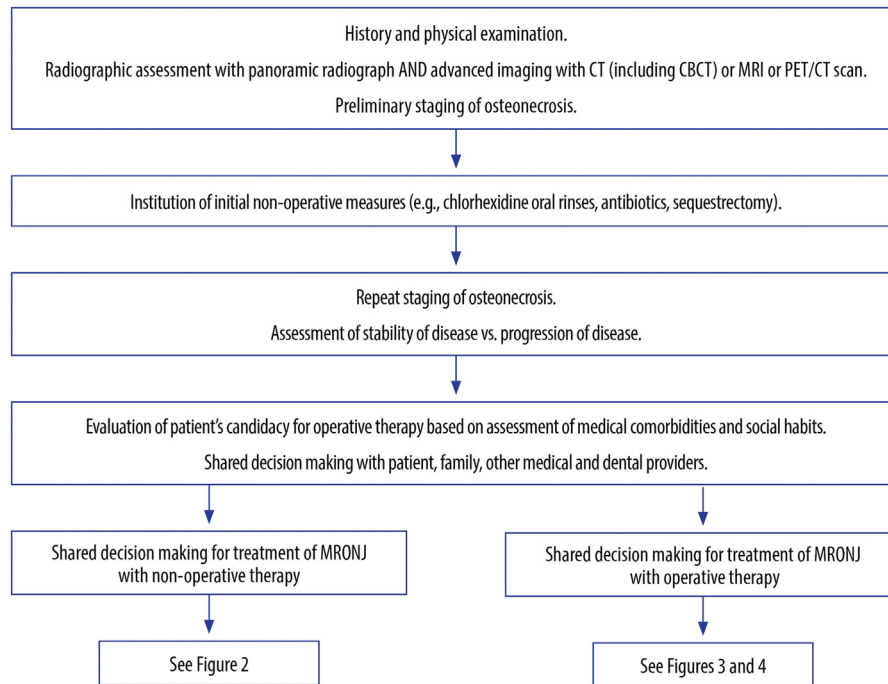 History and physical examination.
Radiographic assessment with panoramic radiograph AND advanced imaging with CT (including CBCT) or MRI or PET/CT scan.
Preliminary staging of osteonecrosis.
Institution of initial non-operative measures (e.g., chlorhexidine oral rinses, antibiotics, sequestrectomy).
Repeat staging of osteonecrosis.
Assessment of stability of disease vs. progression of disease.
Evaluation of patient's candidacy for operative therapy based on assessment of medical comorbidities and social habits.
Shared decision making with patient, family, other medical and dental providers.
Shared decision making for treatment of MRONJ
with non-operative therapy
Shared decision making for treatment of MRONJ
with operative therapy
See Figure 2
See Figures 3 and 4